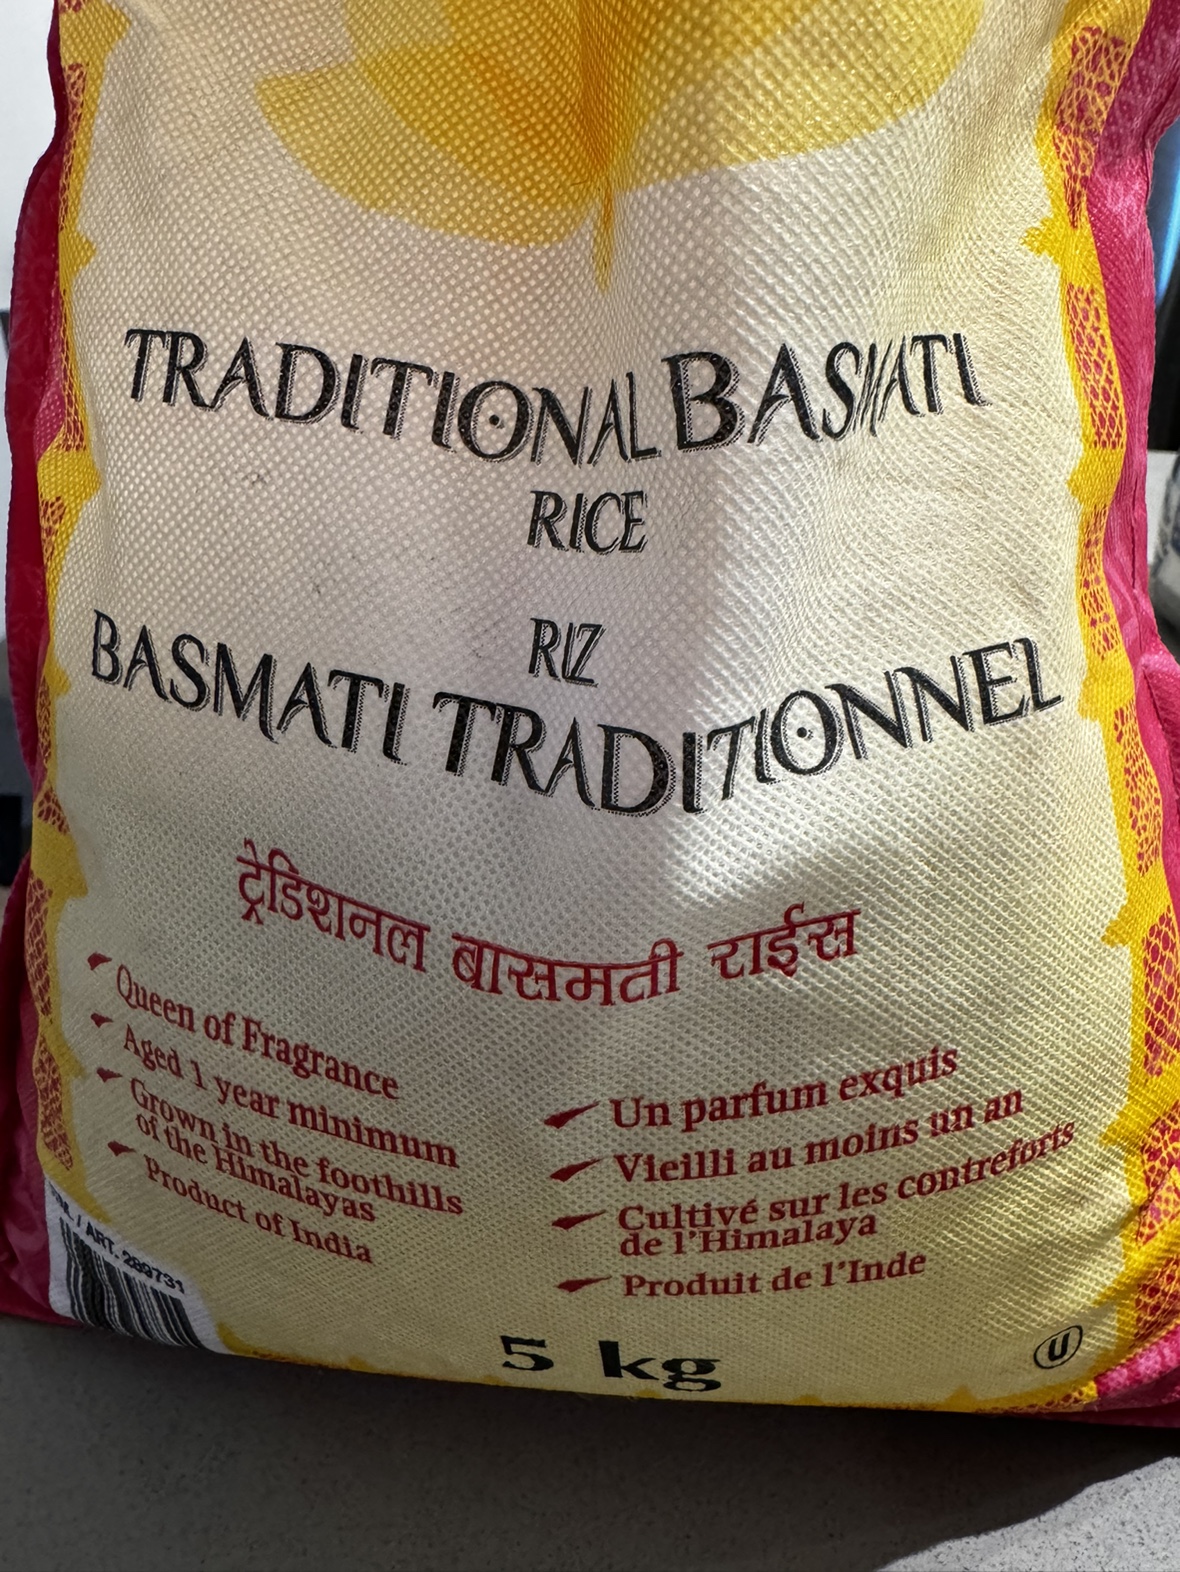 TRADITIONAL BASMATI
RICE
RIZ
BASMATI TRADITIONNEL
ट्रेडिशनल बासमती राईस
Queen of Fragrance
Aged 1 year minimum
Grown in the foothills
of the Himalayas
Product of India
Un parfum exquis
Vieilli au moins un an
Cultivé sur les contreforts
de l'Himalaya
Produit de l'Inde
/ ART. 289731
5 kg
U